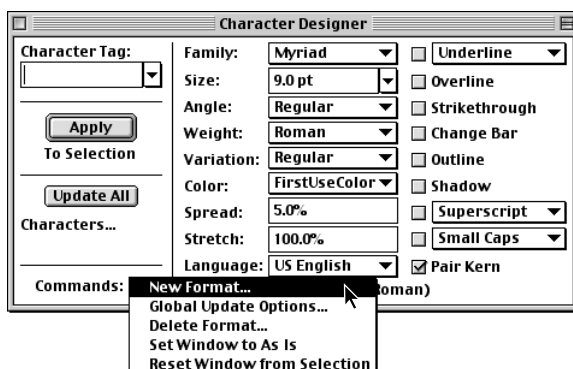 Character Designer
Character Tag:
Apply
To Selection
Update All
Characters...
Commands:
Family: Myriad
Size: 9.0 pt
Angle: Regular
Weight: Roman
Variation: Regular
Color: FirstUseColor
Spread: 5.0%
Stretch: 100.0%
Language: US English
Underline
Overline
Strikethrough
Change Bar
Outline
Shadow
Superscript
Small Caps
Pair Kern
oman)
New Format...
Global Update Options...
Delete Format...
Set Window to As Is
Reset Window from Selection